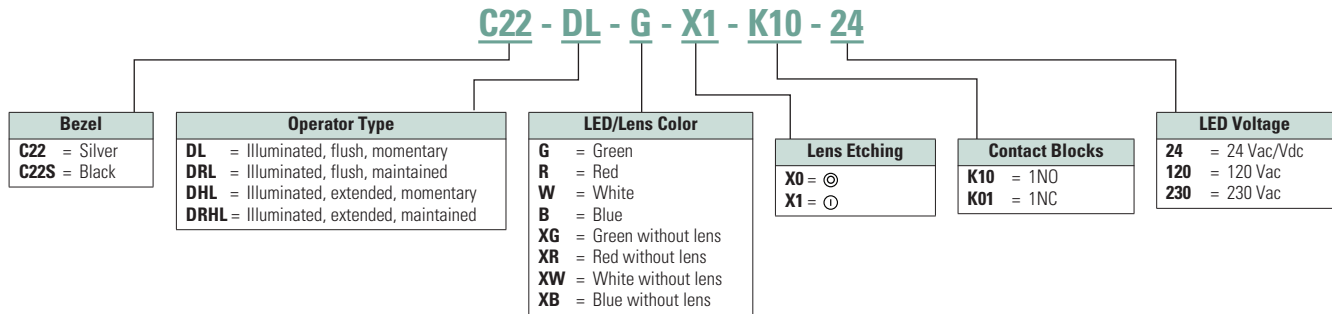 C22 - DL - G - X1 - K10 - 24
Bezel
C22 = Silver
C22S = Black
Operator Type
DL = Illuminated, flush, momentary
DRL = Illuminated, flush, maintained
DHL = Illuminated, extended, momentary
DRHL = Illuminated, extended, maintained
LED/Lens Color
G = Green
R = Red
W = White
B = Blue
XG = Green without lens
XR = Red without lens
XW = White without lens
XB = Blue without lens
Lens Etching
X0 = ⌾
X1 = ⏼
Contact Blocks
K10 = 1NO
K01 = 1NC
LED Voltage
24 = 24 Vac/Vdc
120 = 120 Vac
230 = 230 Vac